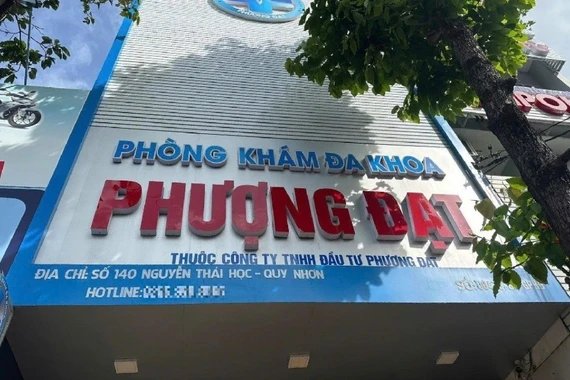 PHÒNG KHÁM ĐA KHOA
PHƯỢNG ĐẠT
THUỘC CÔNG TY TNHH ĐẦU TƯ PHƯỢNG ĐẠT
ĐỊA CHỈ: SỐ 140 NGUYỄN THÁI HỌC - QUY NHƠN
HOTLINE: